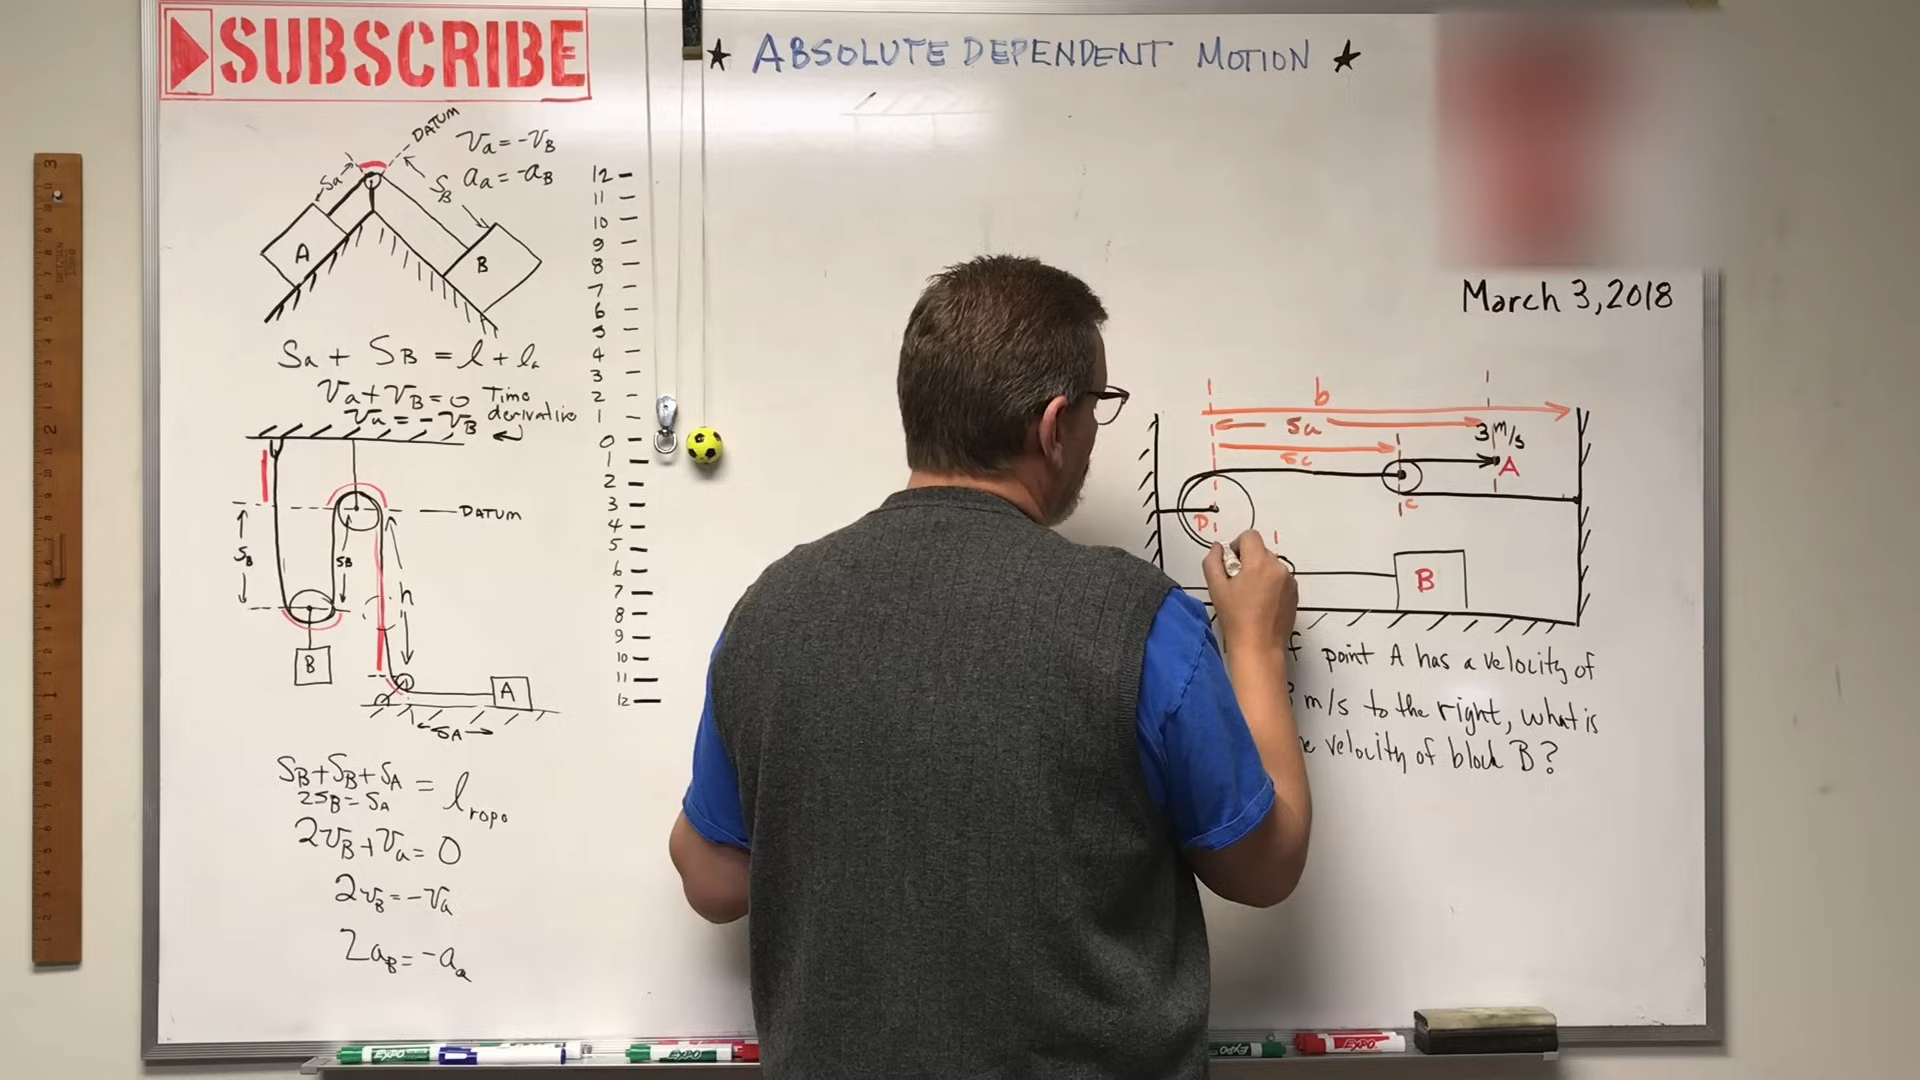 SUBSCRIBE
★ ABSOLUTE DEPENDENT MOTION ★
DATUM
Va = -VB
aa = -aB
Sa
SB
A
B
Sa + SB = l + la
Va + VB = 0 Time
derivative
Va = -VB
DATUM
SB
SB
h
B
A
SA
SB + SB + SA = l rope
2SB = SA
2VB + Va = 0
2VB = -Va
2aB = -aa
12
11
10
9
8
7
6
5
4
3
2
1
0
1
2
3
4
5
6
7
8
9
10
11
12
March 3, 2018
b
Sa
Sc
3 m/s
A
C
D
B
f point A has a velocity of
m/s to the right, what is
velocity of block B?
EXPO
EXPO
EXPO
EXPO